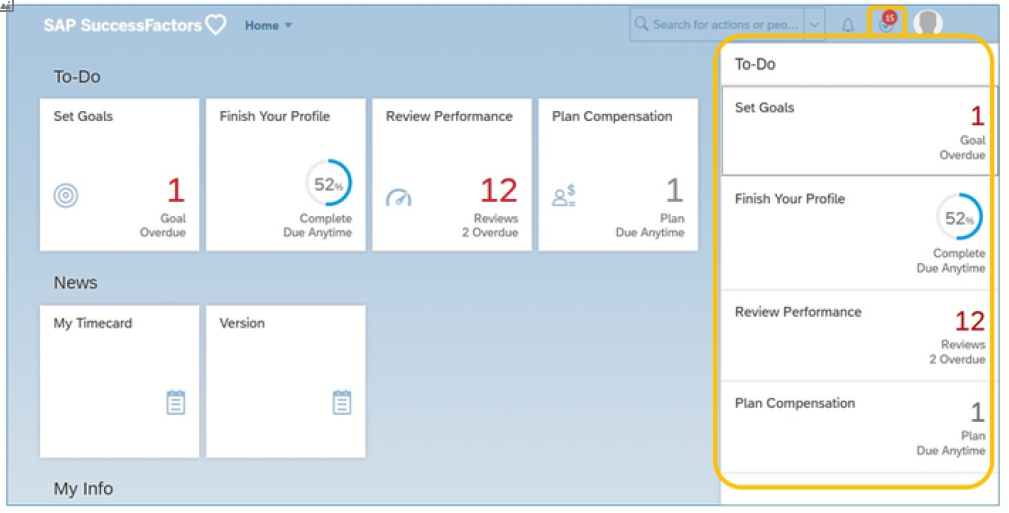 SAP SuccessFactors Home Search for actions or peo... 15
To-Do
Set Goals
1
Goal
Overdue
Finish Your Profile
52%
Complete
Due Anytime
Review Performance
12
Reviews
2 Overdue
Plan Compensation
1
Plan
Due Anytime
News
My Timecard
Version
My Info
To-Do
Set Goals
1
Goal
Overdue
Finish Your Profile
52%
Complete
Due Anytime
Review Performance
12
Reviews
2 Overdue
Plan Compensation
1
Plan
Due Anytime